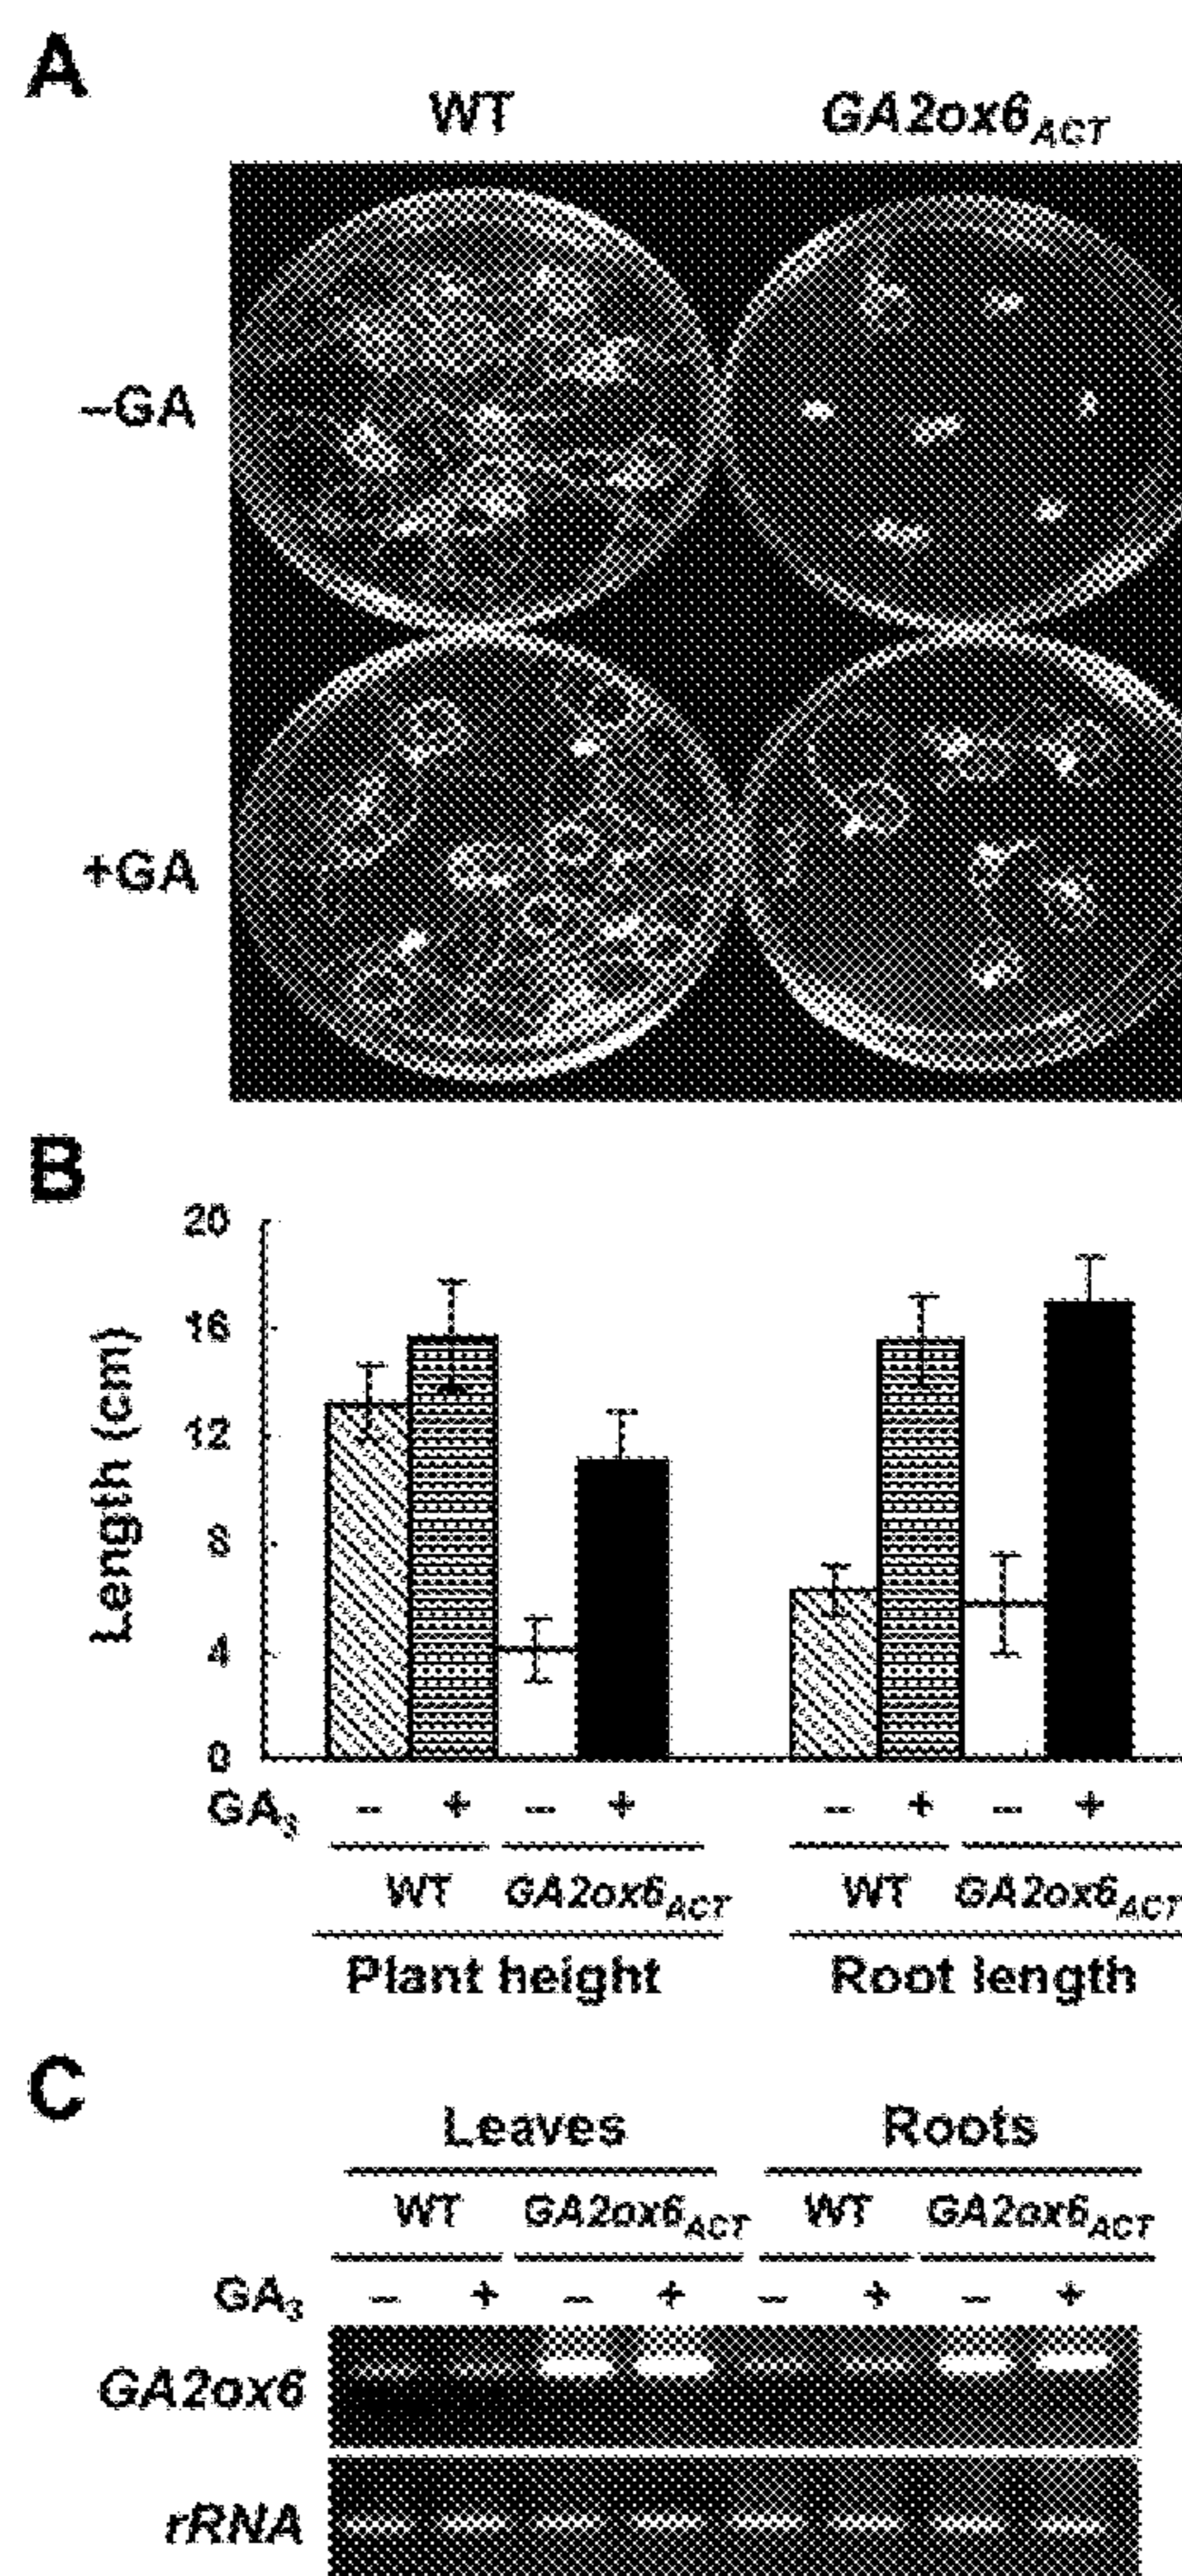 A
WT GA2ox6ACT
–GA
+GA
B
20
16
12
8
4
0
Length (cm)
GA3 – + – + – + – +
WT GA2ox6ACT WT GA2ox6ACT
Plant height Root length
C
Leaves Roots
WT GA2ox6ACT WT GA2ox6ACT
GA3 – + – + – + – +
GA2ox6
rRNA